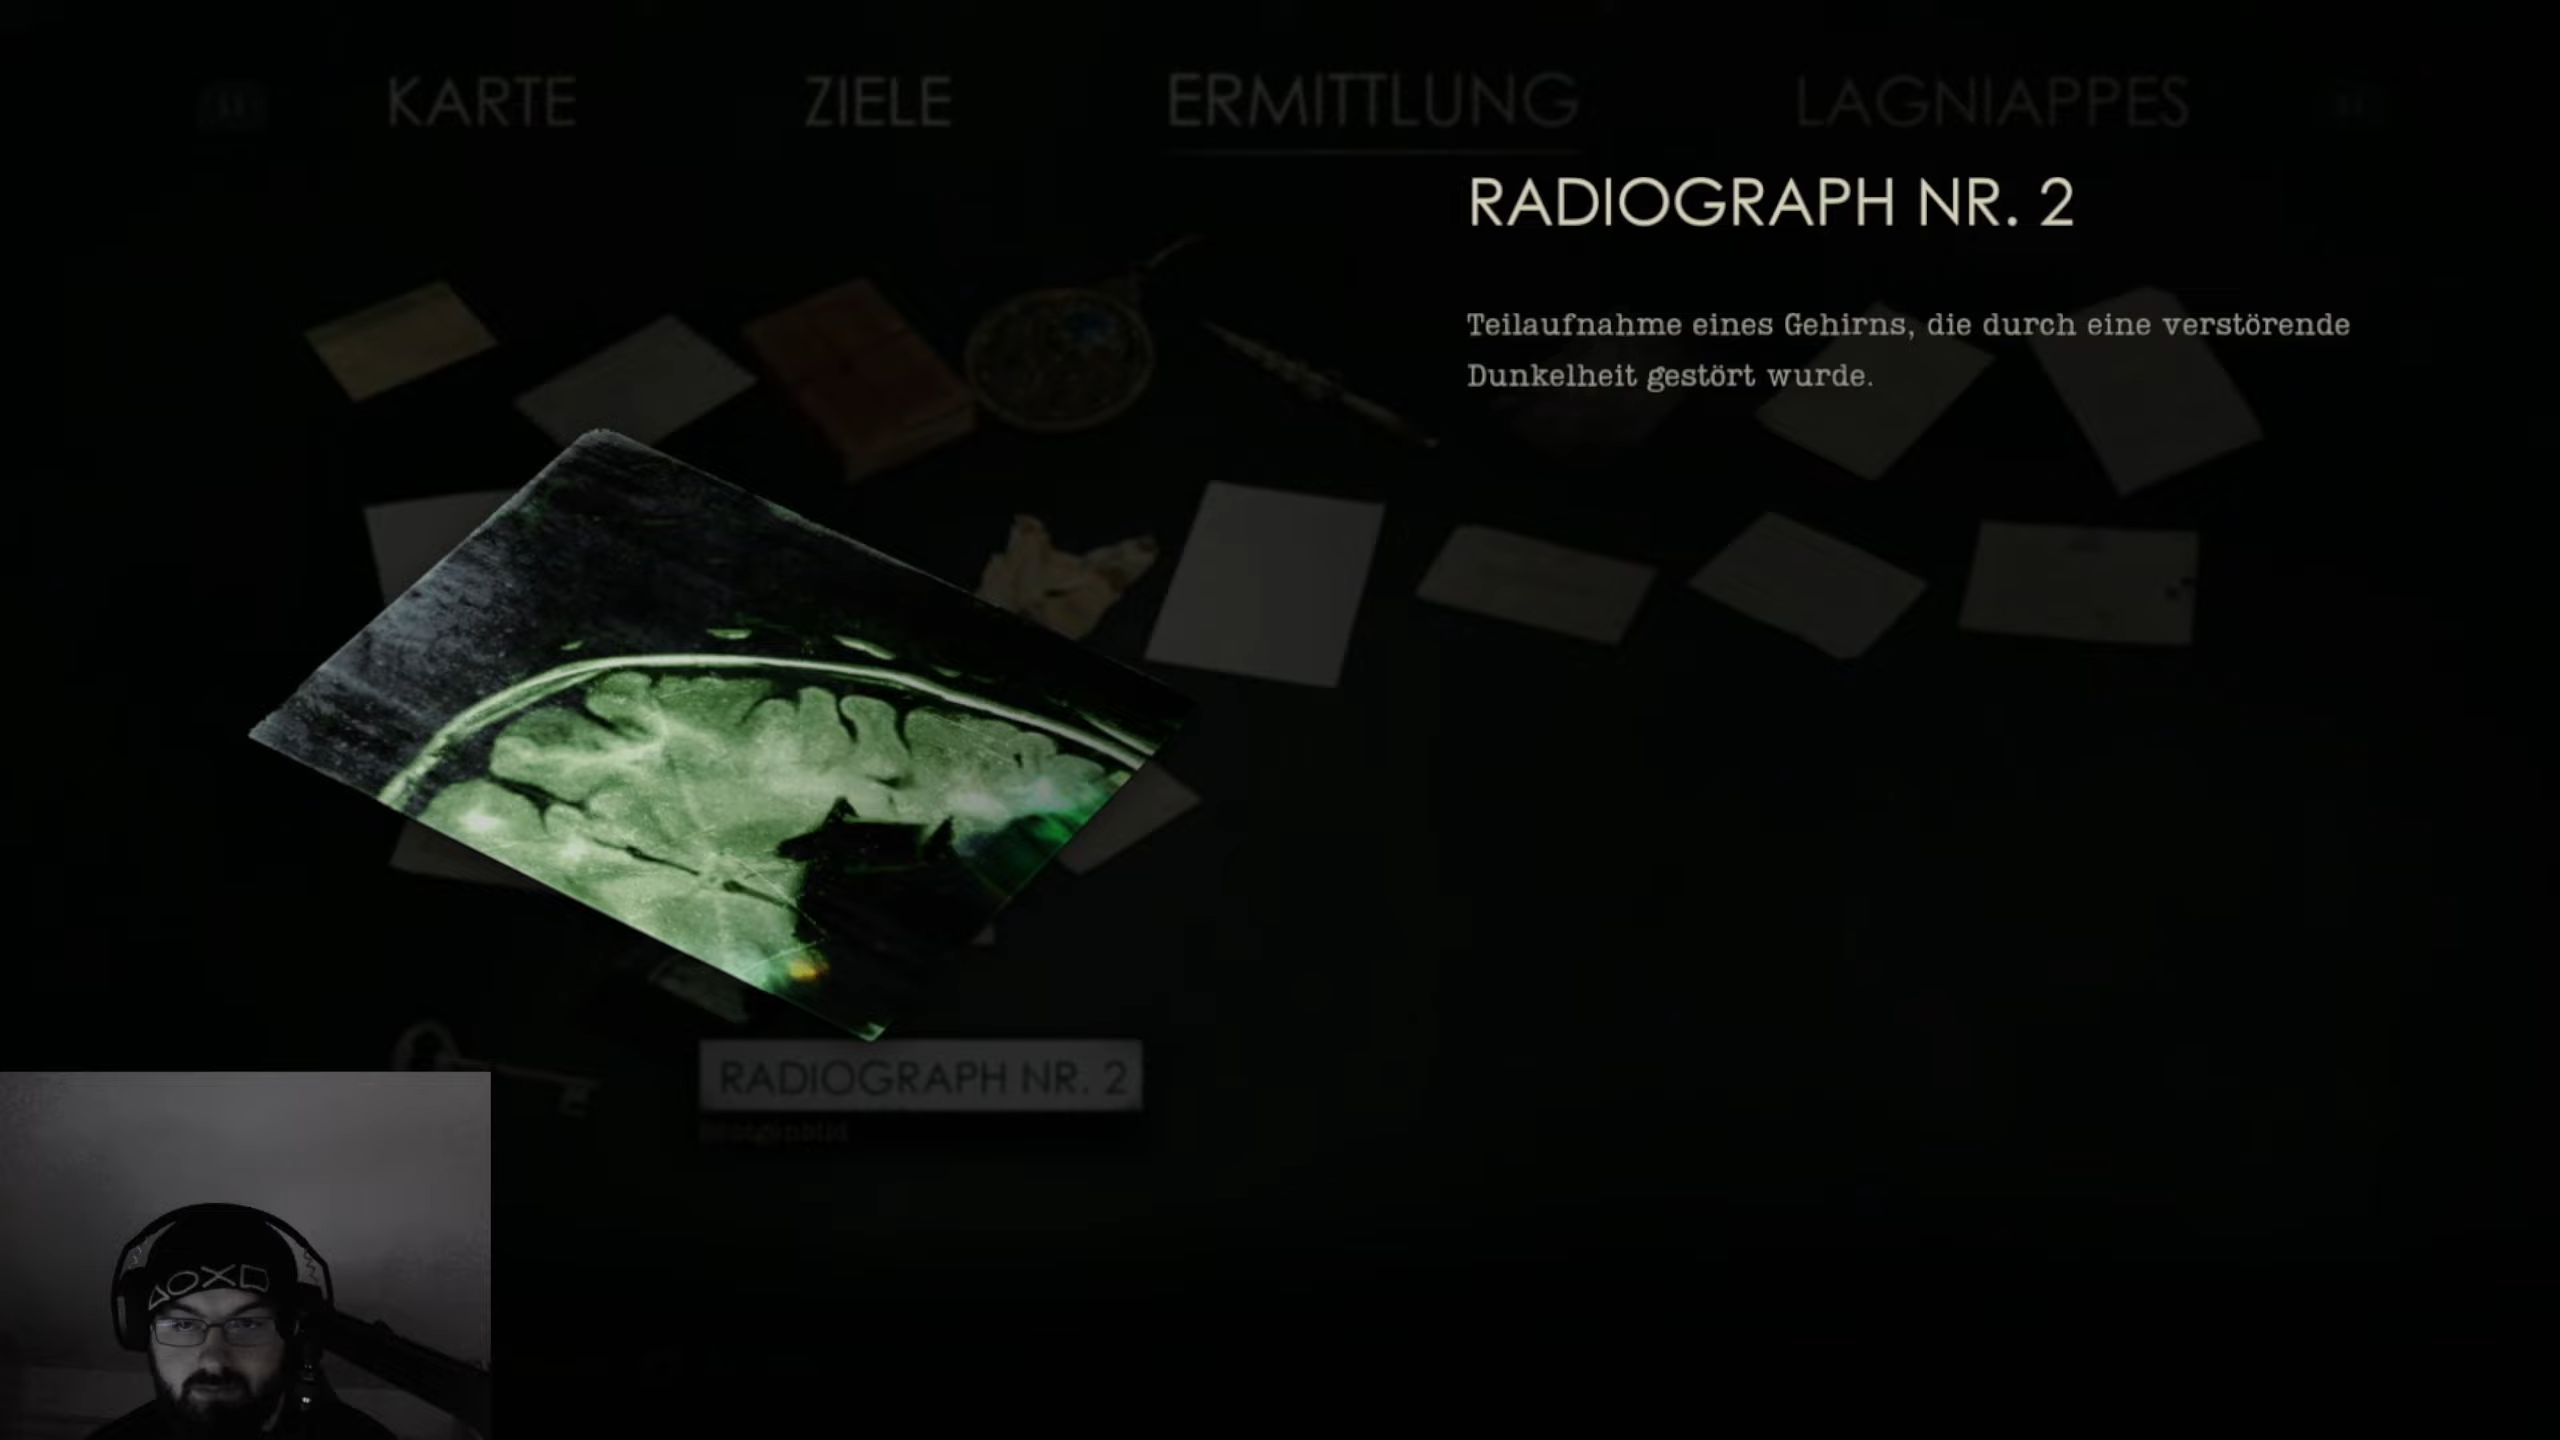 KARTE
ZIELE
ERMITTLUNG
LAGNIAPPES
RADIOGRAPH NR. 2
Teilaufnahme eines Gehirns, die durch eine verstörende
Dunkelheit gestört wurde.
RADIOGRAPH NR. 2